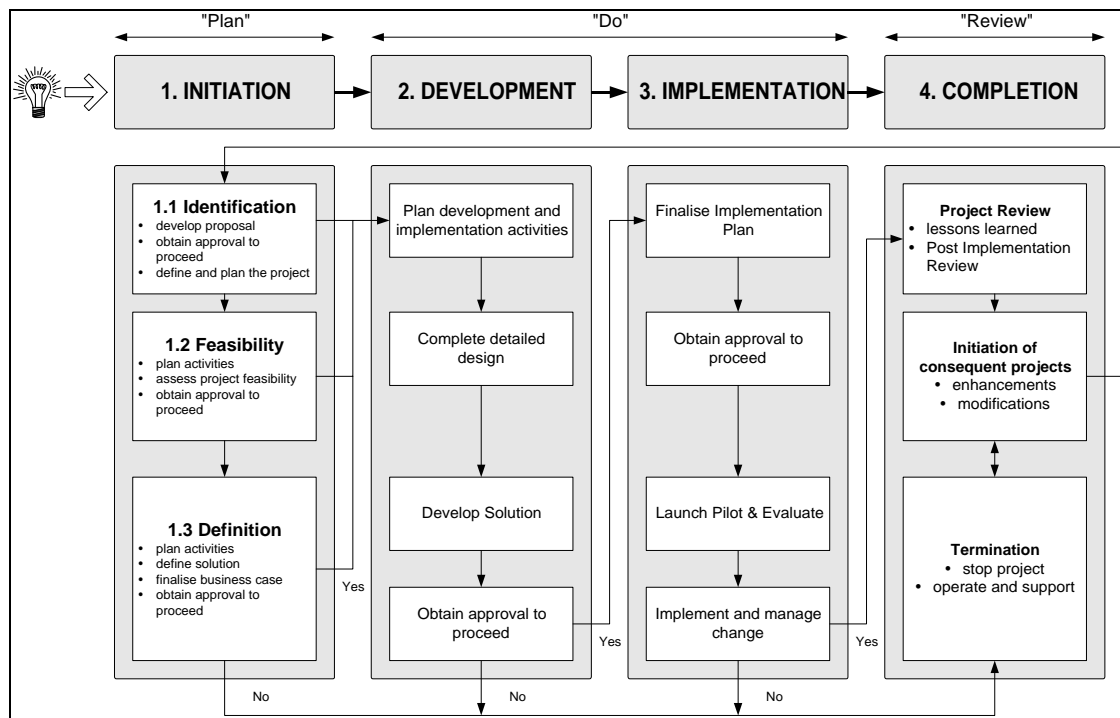 "Plan"
"Do"
"Review"
1. INITIATION
2. DEVELOPMENT
3. IMPLEMENTATION
4. COMPLETION
1.1 Identification
• develop proposal
• obtain approval to
proceed
• define and plan the project
1.2 Feasibility
• plan activities
• assess project feasibility
• obtain approval to
proceed
1.3 Definition
• plan activities
• define solution
• finalise business case
• obtain approval to
proceed
Yes
No
Plan development and
implementation activities
Complete detailed
design
Develop Solution
Obtain approval to
proceed
Yes
No
Finalise Implementation
Plan
Obtain approval to
proceed
Launch Pilot & Evaluate
Implement and manage
change
Yes
No
Project Review
• lessons learned
• Post Implementation
Review
Initiation of
consequent projects
• enhancements
• modifications
Termination
• stop project
• operate and support